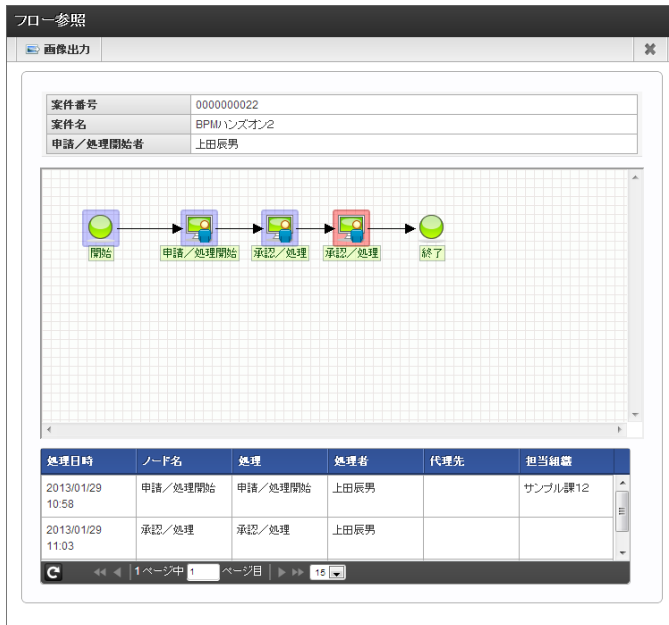 フロー参照
画像出力
案件番号 0000000022
案件名 BPMハンズオン2
申請／処理開始者 上田辰男
開始 申請／処理開始 承認／処理 承認／処理 終了
処理日時 ノード名 処理 処理者 代理先 担当組織
2013/01/29 申請／処理開始 申請／処理開始 上田辰男 サンプル課12
10:58
2013/01/29 承認／処理 承認／処理 上田辰男
11:03
1 ページ中 1 ページ目 15